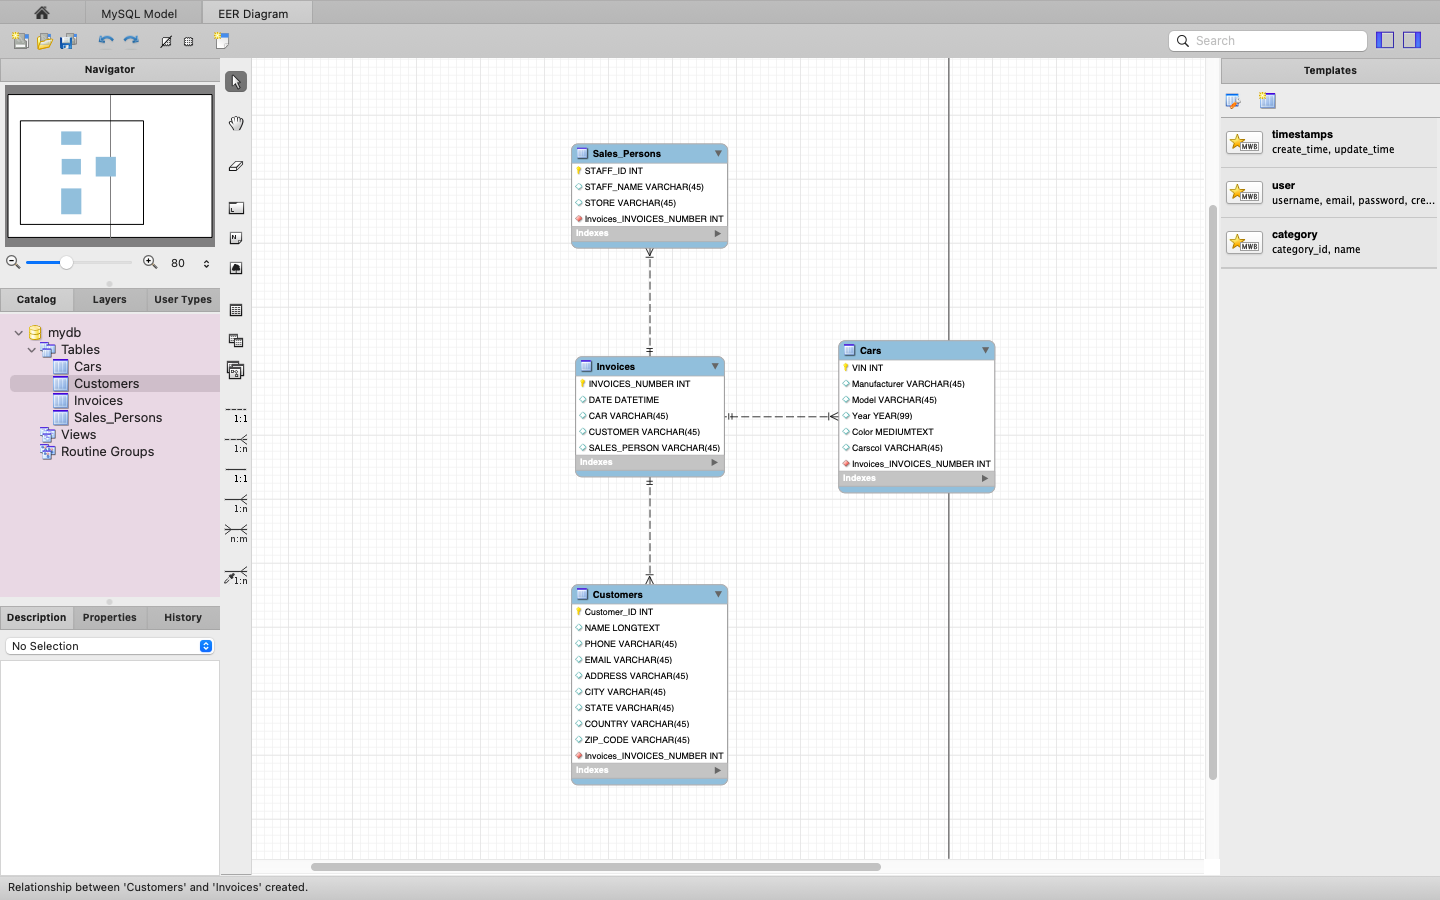 MySQL Model
EER Diagram
Search
Navigator
80
Catalog
Layers
User Types
mydb
Tables
Cars
Customers
Invoices
Sales_Persons
Views
Routine Groups
Description
Properties
History
No Selection
1:1
1:n
1:1
1:n
n:m
1:n
Sales_Persons
STAFF_ID INT
STAFF_NAME VARCHAR(45)
STORE VARCHAR(45)
Invoices_INVOICES_NUMBER INT
Indexes
Invoices
INVOICES_NUMBER INT
DATE DATETIME
CAR VARCHAR(45)
CUSTOMER VARCHAR(45)
SALES_PERSON VARCHAR(45)
Indexes
Cars
VIN INT
Manufacturer VARCHAR(45)
Model VARCHAR(45)
Year YEAR(99)
Color MEDIUMTEXT
Carscol VARCHAR(45)
Invoices_INVOICES_NUMBER INT
Indexes
Customers
Customer_ID INT
NAME LONGTEXT
PHONE VARCHAR(45)
EMAIL VARCHAR(45)
ADDRESS VARCHAR(45)
CITY VARCHAR(45)
STATE VARCHAR(45)
COUNTRY VARCHAR(45)
ZIP_CODE VARCHAR(45)
Invoices_INVOICES_NUMBER INT
Indexes
Templates
MWB
timestamps
create_time, update_time
MWB
user
username, email, password, cre...
MWB
category
category_id, name
Relationship between 'Customers' and 'Invoices' created.